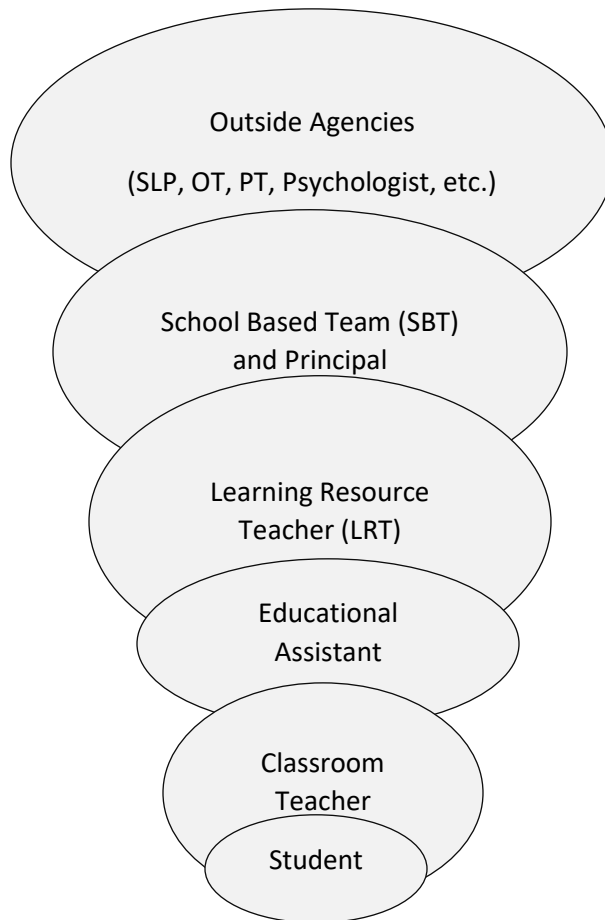 Outside Agencies
(SLP, OT, PT, Psychologist, etc.)
School Based Team (SBT)
and Principal
Learning Resource
Teacher (LRT)
Educational
Assistant
Classroom
Teacher
Student